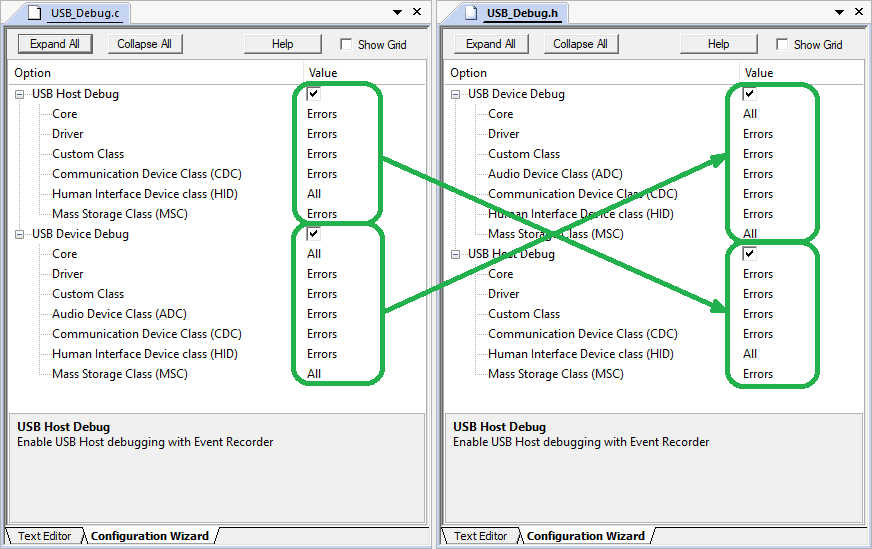 USB_Debug.c
Expand All Collapse All Help Show Grid
Option Value
USB Host Debug
Core Errors
Driver Errors
Custom Class Errors
Communication Device Class (CDC) Errors
Human Interface Device class (HID) All
Mass Storage Class (MSC) Errors
USB Device Debug
Core All
Driver Errors
Custom Class Errors
Audio Device Class (ADC) Errors
Communication Device Class (CDC) Errors
Human Interface Device class (HID) Errors
Mass Storage Class (MSC) All
USB Host Debug
Enable USB Host debugging with Event Recorder
Text Editor Configuration Wizard
USB_Debug.h
Expand All Collapse All Help Show Grid
Option Value
USB Device Debug
Core All
Driver Errors
Custom Class Errors
Audio Device Class (ADC) Errors
Communication Device Class (CDC) Errors
Human Interface Device class (HID) Errors
Mass Storage Class (MSC) All
USB Host Debug
Core Errors
Driver Errors
Custom Class Errors
Communication Device Class (CDC) Errors
Human Interface Device class (HID) All
Mass Storage Class (MSC) Errors
USB Host Debug
Enable USB Host debugging with Event Recorder
Text Editor Configuration Wizard